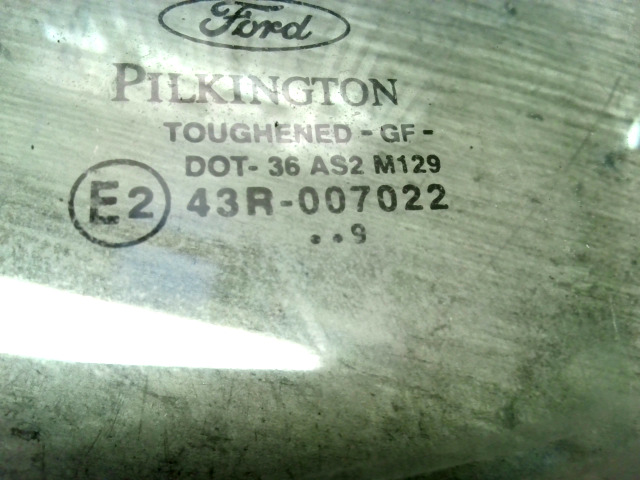 Ford
PILKINGTON
TOUGHENED - GF -
DOT- 36 AS2 M129
E2 43R-007022
..9